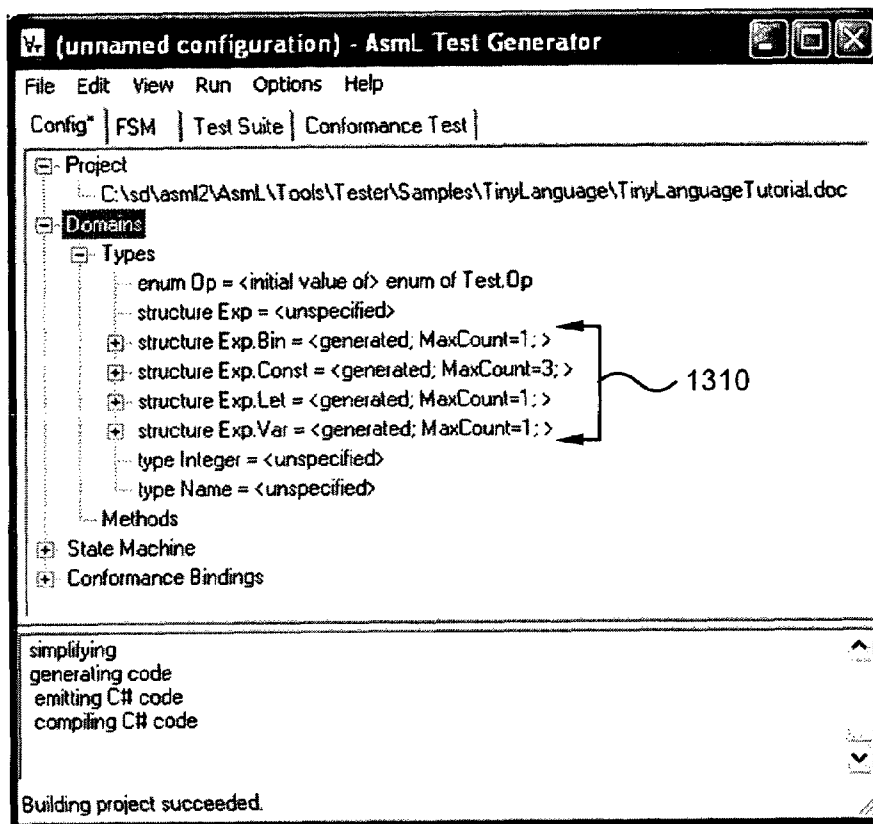 (unnamed configuration) - AsmL Test Generator
File Edit View Run Options Help
Config* FSM Test Suite Conformance Test
Project
C:\sd\asml2\AsmL\Tools\Tester\Samples\TinyLanguage\TinyLanguageTutorial.doc
Domains
Types
enum Op = <initial value of> enum of Test.Op
structure Exp = <unspecified>
structure Exp.Bin = <generated; MaxCount=1; >
structure Exp.Const = <generated; MaxCount=3; >
structure Exp.Let = <generated; MaxCount=1; >
structure Exp.Var = <generated; MaxCount=1; >
1310
type Integer = <unspecified>
type Name = <unspecified>
Methods
State Machine
Conformance Bindings
simplifying
generating code
emitting C# code
compiling C# code
Building project succeeded.